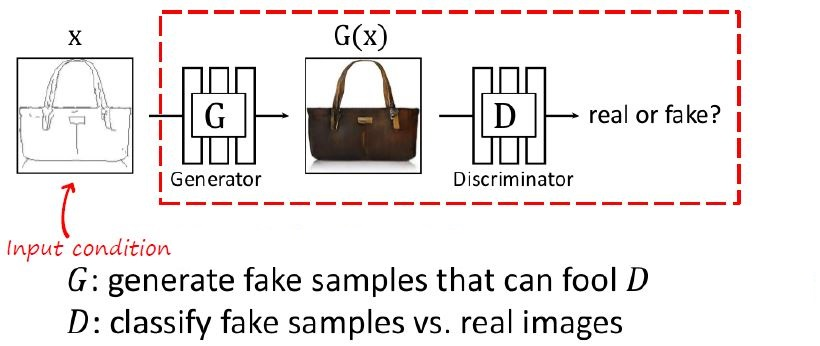 x
G(x)
G
D
real or fake?
Generator
Discriminator
Input condition
G: generate fake samples that can fool D
D: classify fake samples vs. real images